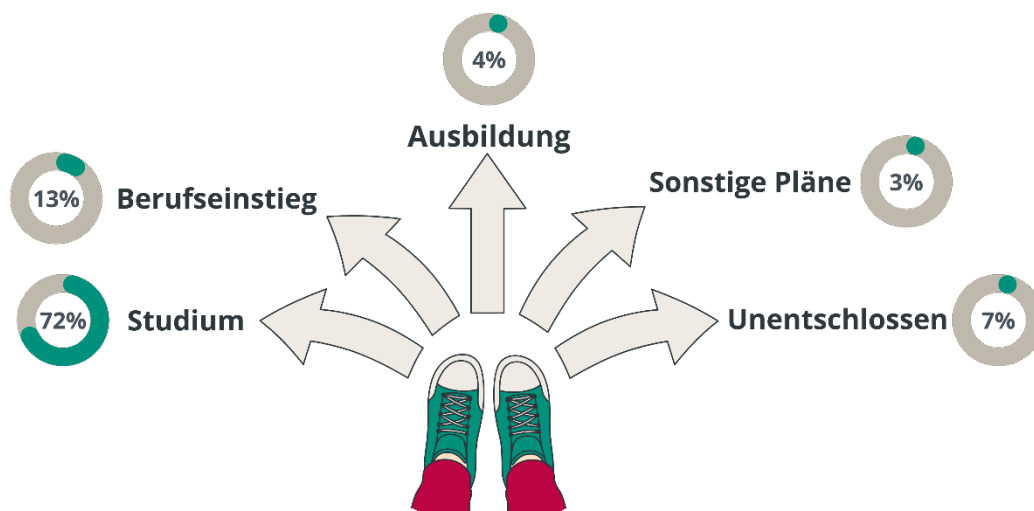 4%
Ausbildung
13%
Berufseinstieg
Sonstige Pläne
3%
72%
Studium
Unentschlossen
7%